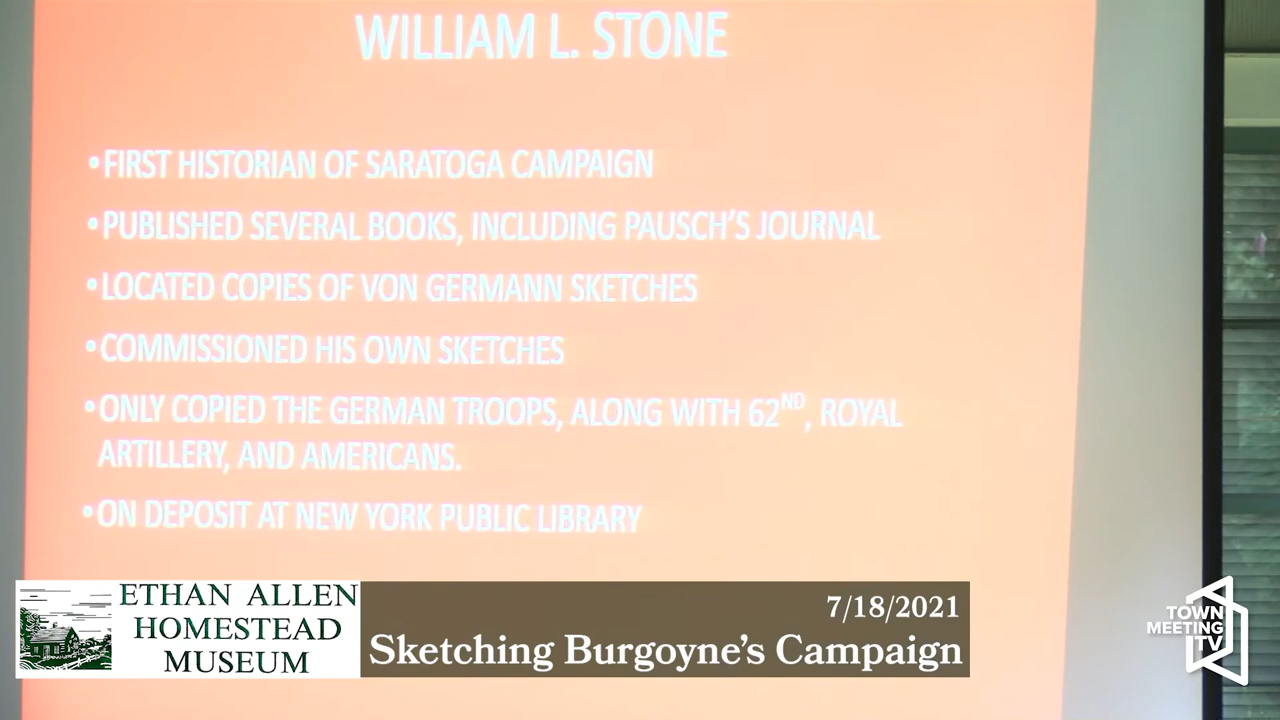 WILLIAM L. STONE
•FIRST HISTORIAN OF SARATOGA CAMPAIGN
•PUBLISHED SEVERAL BOOKS, INCLUDING PAUSCH'S JOURNAL
•LOCATED COPIES OF VON GERMANN SKETCHES
•COMMISSIONED HIS OWN SKETCHES
•ONLY COPIED THE GERMAN TROOPS, ALONG WITH 62ND, ROYAL
ARTILLERY, AND AMERICANS.
•ON DEPOSIT AT NEW YORK PUBLIC LIBRARY
ETHAN ALLEN
HOMESTEAD
MUSEUM
7/18/2021
Sketching Burgoyne's Campaign
TOWN
MEETING
TV